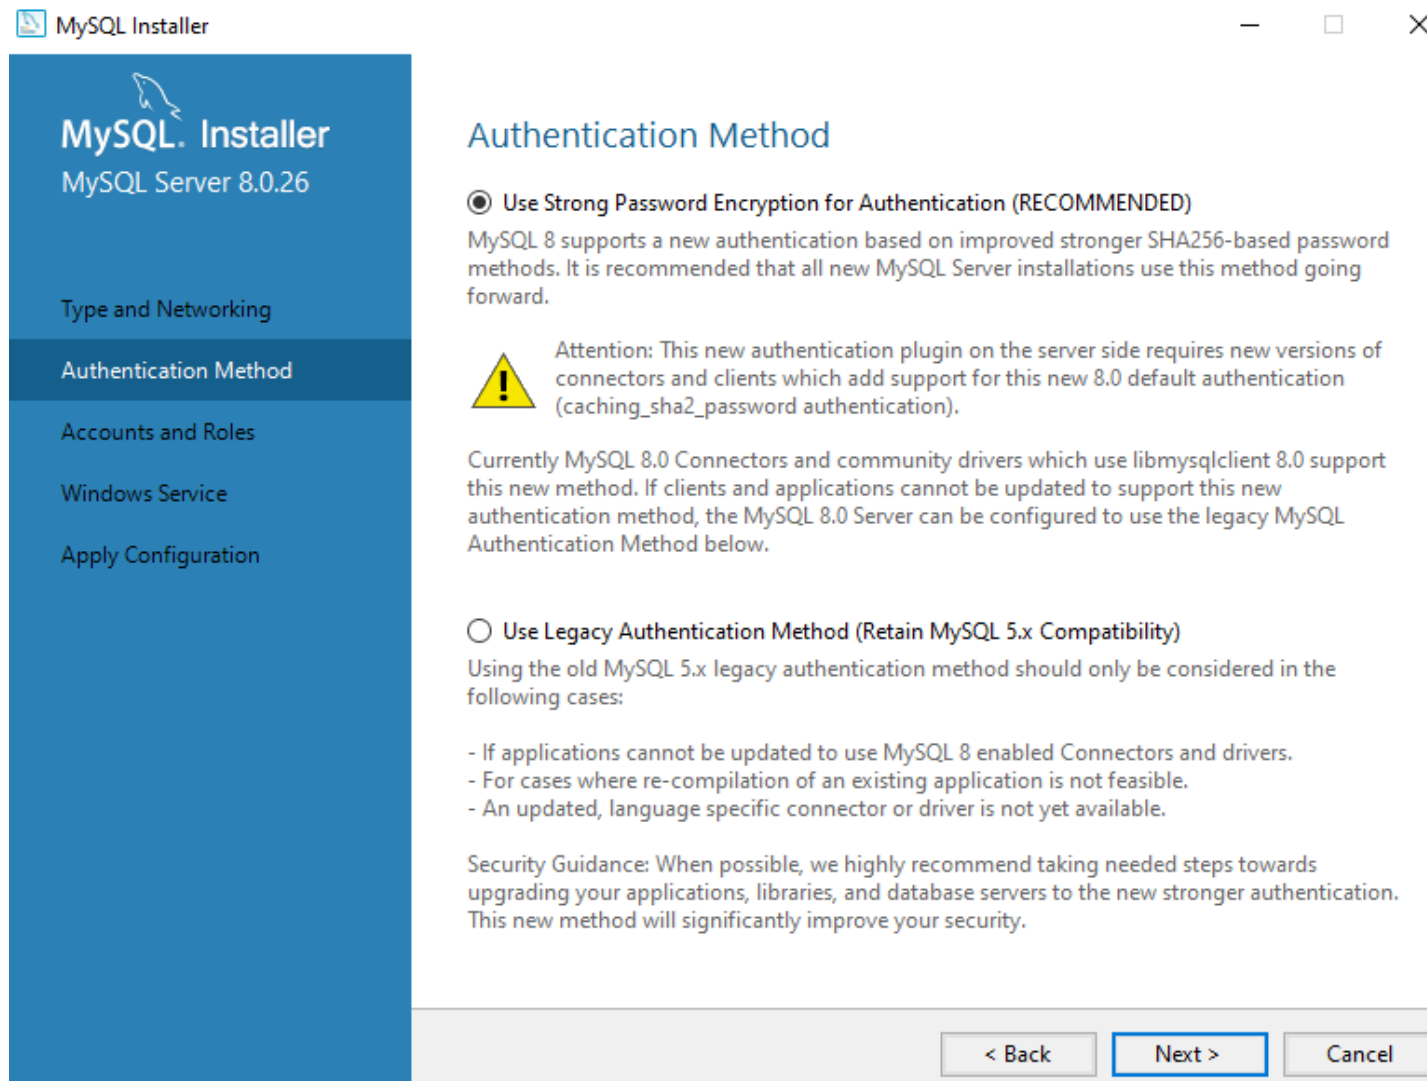 MySQL Installer
MySQL. Installer
MySQL Server 8.0.26
Type and Networking
Authentication Method
Accounts and Roles
Windows Service
Apply Configuration
Authentication Method
Use Strong Password Encryption for Authentication (RECOMMENDED)
MySQL 8 supports a new authentication based on improved stronger SHA256-based password
methods. It is recommended that all new MySQL Server installations use this method going
forward.
Attention: This new authentication plugin on the server side requires new versions of
connectors and clients which add support for this new 8.0 default authentication
(caching_sha2_password authentication).
Currently MySQL 8.0 Connectors and community drivers which use libmysqlclient 8.0 support
this new method. If clients and applications cannot be updated to support this new
authentication method, the MySQL 8.0 Server can be configured to use the legacy MySQL
Authentication Method below.
Use Legacy Authentication Method (Retain MySQL 5.x Compatibility)
Using the old MySQL 5.x legacy authentication method should only be considered in the
following cases:
- If applications cannot be updated to use MySQL 8 enabled Connectors and drivers.
- For cases where re-compilation of an existing application is not feasible.
- An updated, language specific connector or driver is not yet available.
Security Guidance: When possible, we highly recommend taking needed steps towards
upgrading your applications, libraries, and database servers to the new stronger authentication.
This new method will significantly improve your security.
< Back
Next >
Cancel